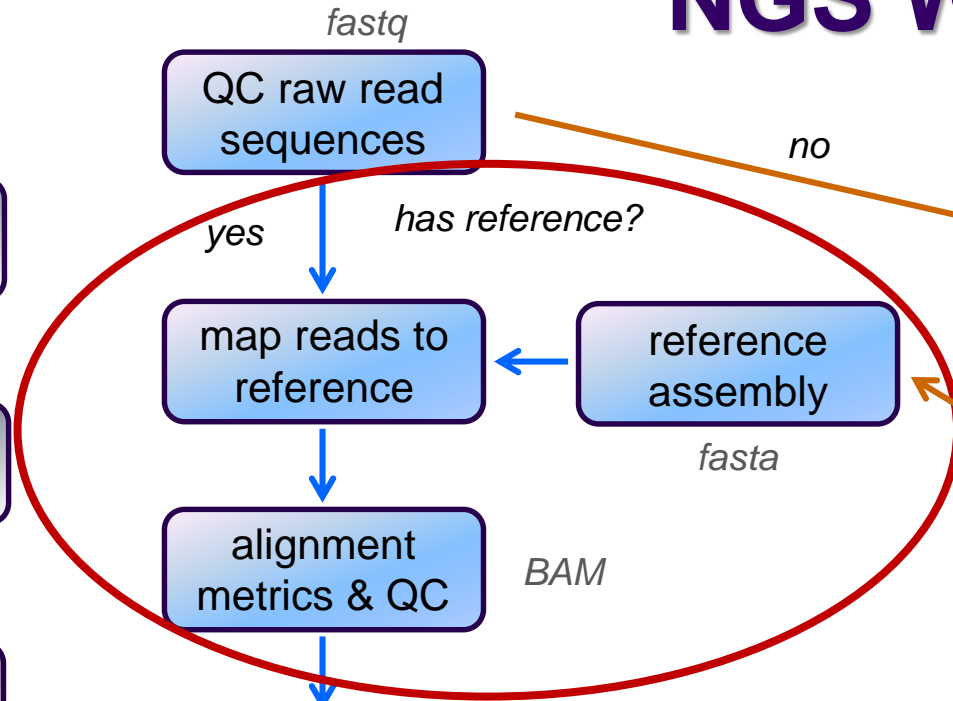 NGS W
fastq
QC raw read
sequences
no
yes
has reference?
map reads to
reference
reference
assembly
fasta
alignment
metrics & QC
BAM